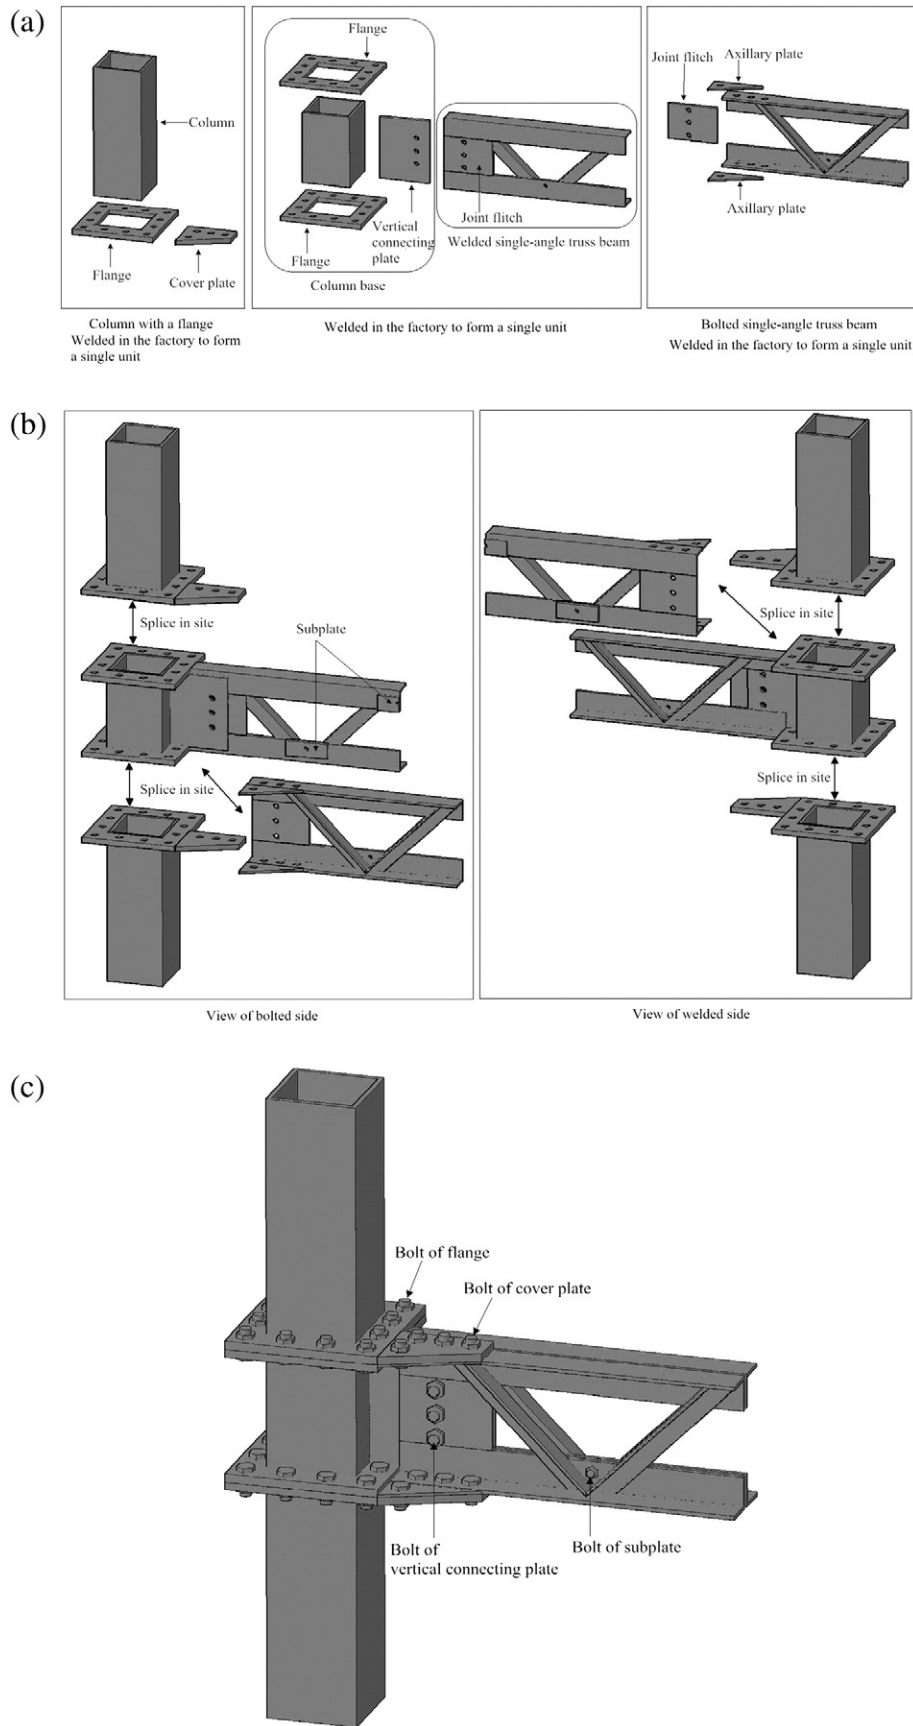 (a)
Column
Flange
Cover plate
Column with a flange
Welded in the factory to form
a single unit
Flange
Flange
Vertical
connecting
plate
Column base
Joint flitch
Welded single-angle truss beam
Welded in the factory to form a single unit
Joint flitch
Axillary plate
Axillary plate
Bolted single-angle truss beam
Welded in the factory to form a single unit
(b)
Splice in site
Subplate
Splice in site
View of bolted side
Splice in site
Splice in site
View of welded side
(c)
Bolt of flange
Bolt of cover plate
Bolt of
vertical connecting plate
Bolt of subplate